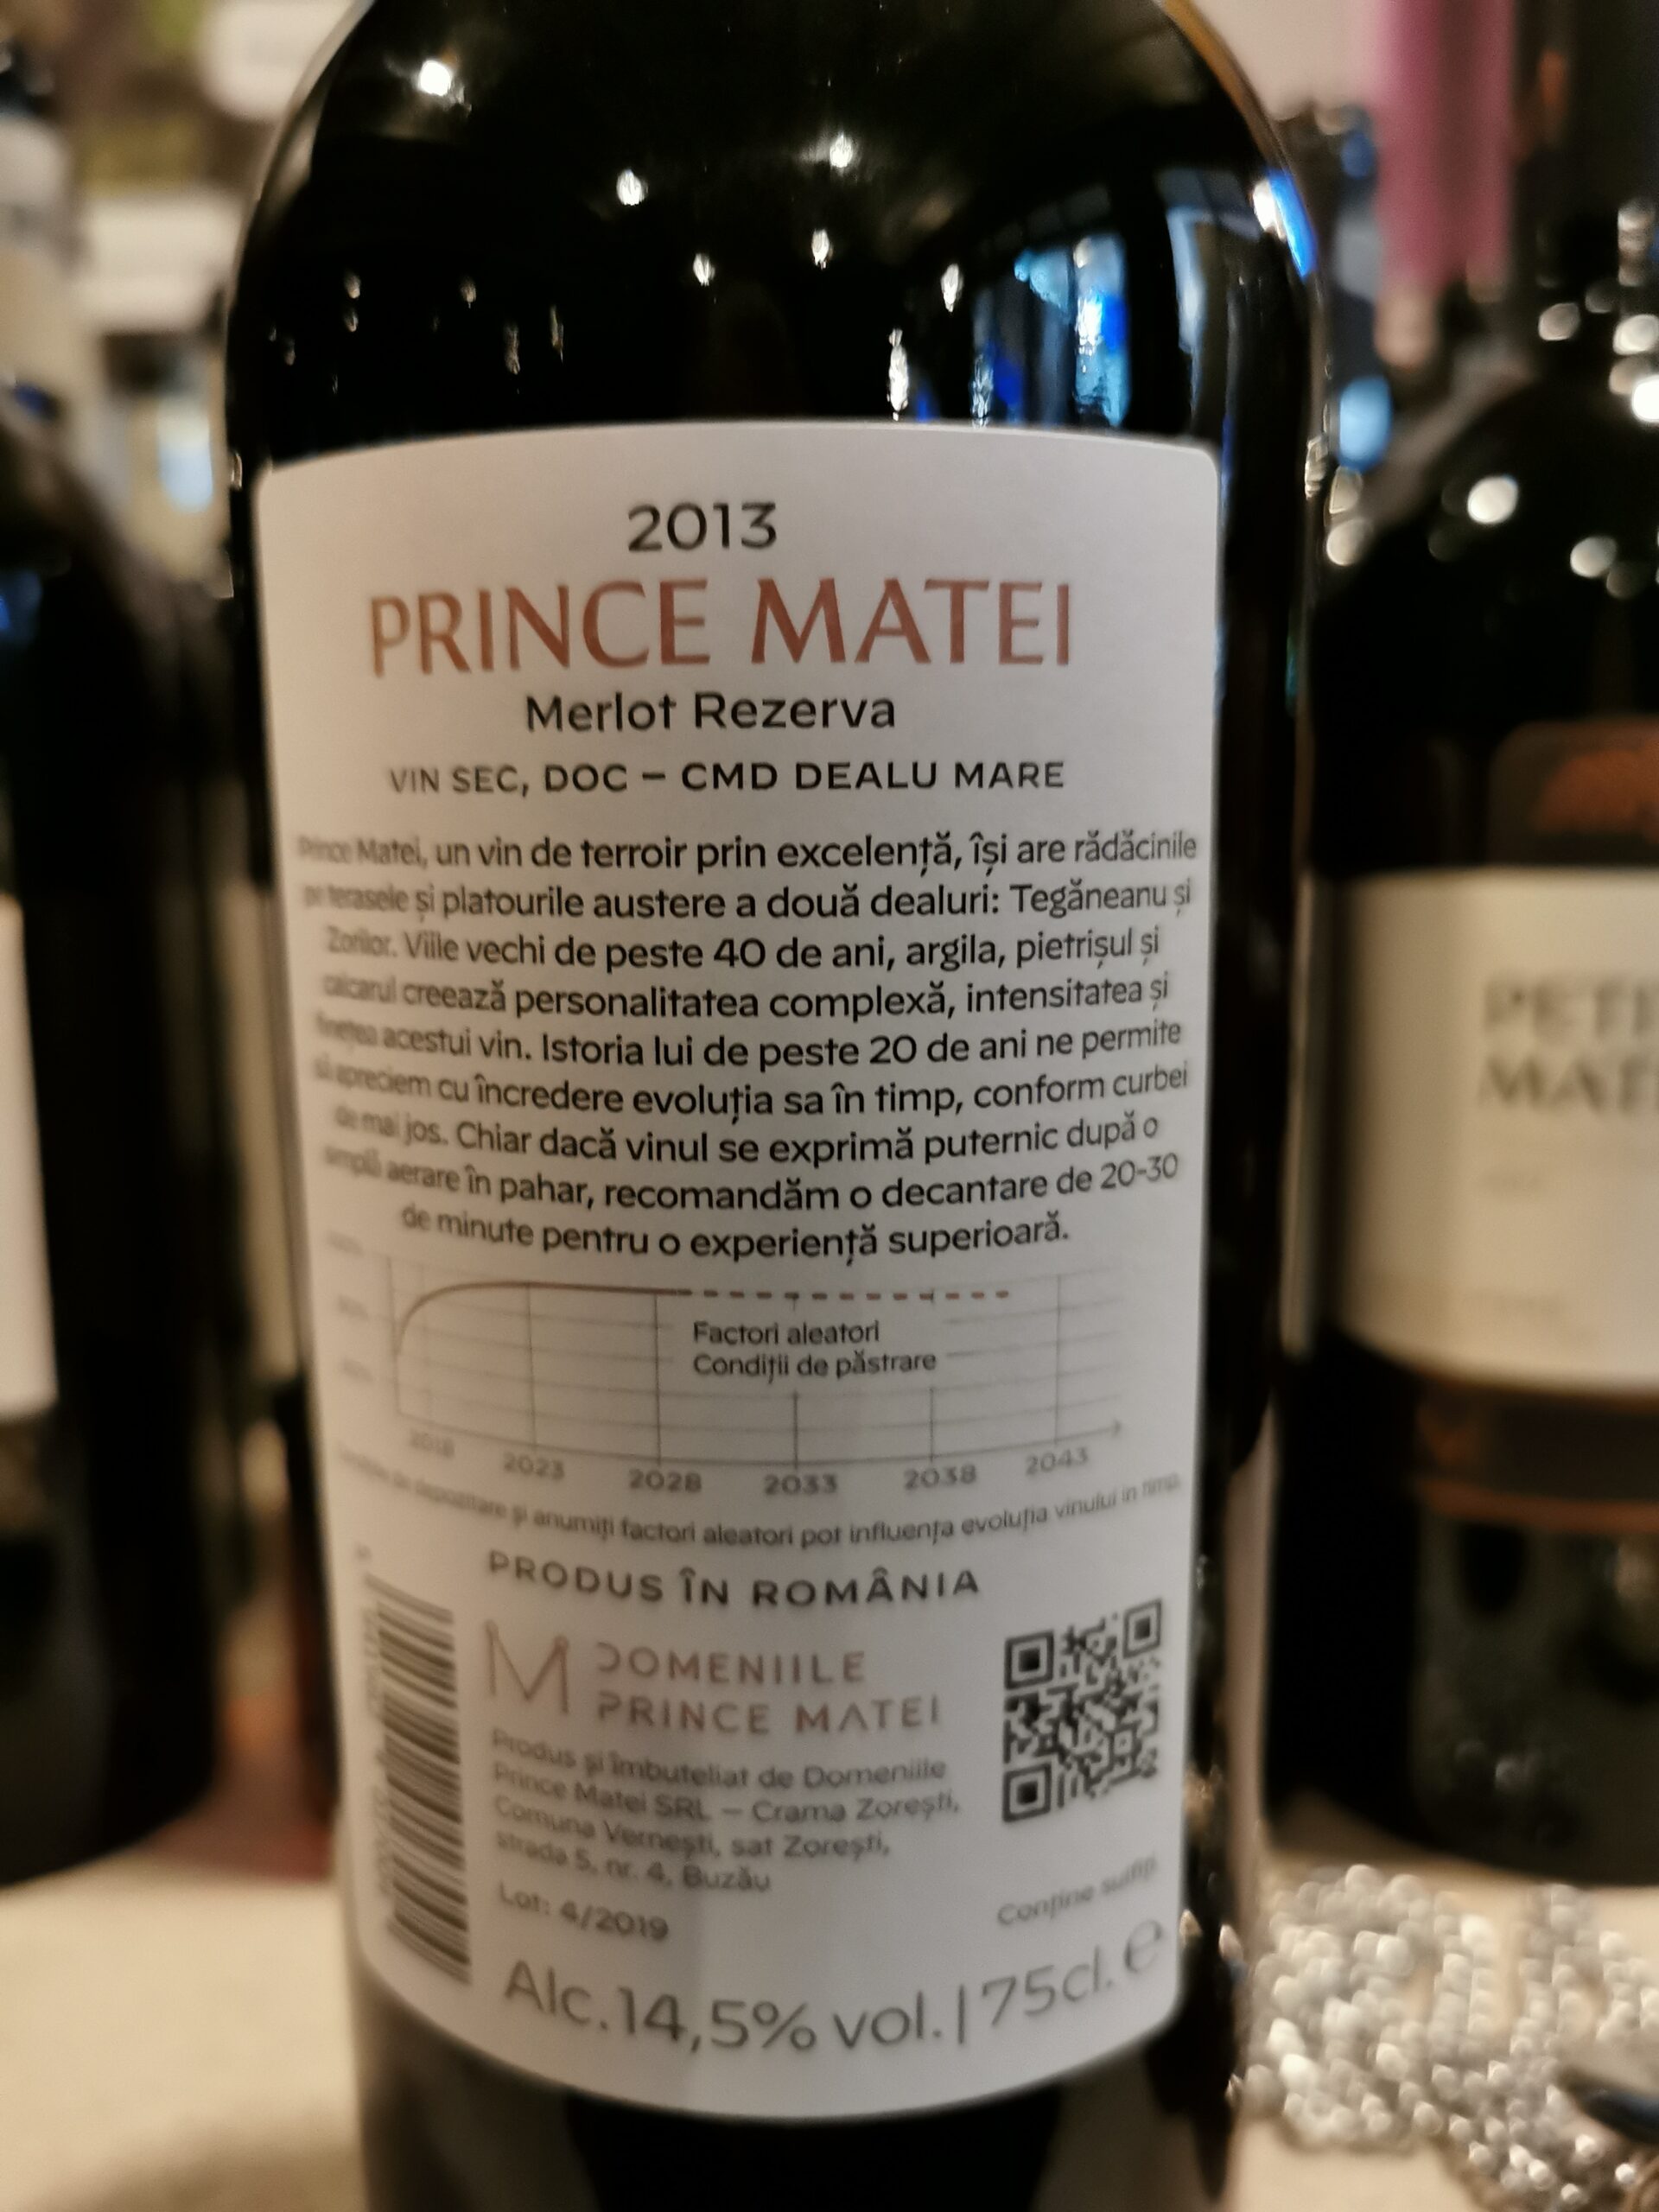 2013
PRINCE MATEI
Merlot Rezerva
VIN SEC, DOC – CMD DEALU MARE
Prince Matei, un vin de terroir prin excelență, își are rădăcinile
pe terasele și platourile austere a două dealuri: Tegăneanu și
Zorilor. Viile vechi de peste 40 de ani, argila, pietrișul și
calcarul creează personalitatea complexă, intensitatea și
finețea acestui vin. Istoria lui de peste 20 de ani ne permite
să apreciem cu încredere evoluția sa în timp, conform curbei
de mai jos. Chiar dacă vinul se exprimă puternic după o
simplă aerare în pahar, recomandăm o decantare de 20-30
de minute pentru o experiență superioară.
Factori aleatori
Condiții de păstrare
2018 2023 2028 2033 2038 2043
de depozitare și anumiți factori aleatori pot influența evoluția vinului în timp.
PRODUS ÎN ROMÂNIA
M DOMENIILE
PRINCE MATEI
Produs și îmbuteliat de Domeniile
Prince Matei SRL – Crama Zorești,
Comuna Vernești, sat Zorești,
strada 5, nr. 4, Buzău
Lot: 4/2019
Conține sulfiți
Alc.14,5% vol. | 75cl. e
PETR
MAT